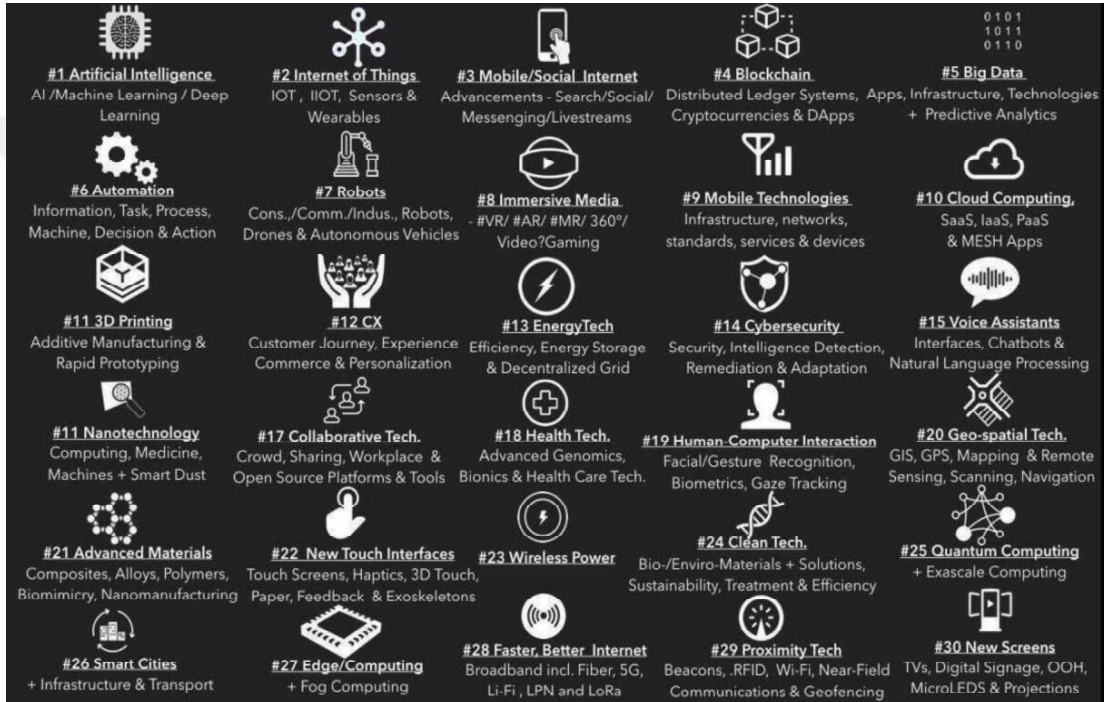 0101
1011
0110
#1 Artificial Intelligence
AI /Machine Learning / Deep
Learning
#2 Internet of Things
IOT , IIOT, Sensors &
Wearables
#3 Mobile/Social Internet
Advancements - Search/Social/
Messenging/Livestreams
#4 Blockchain
Distributed Ledger Systems,
Cryptocurrencies & DApps
#5 Big Data
Apps, Infrastructure, Technologies
+ Predictive Analytics
#6 Automation
Information, Task, Process,
Machine, Decision & Action
#7 Robots
Cons.,/Comm./Indus., Robots,
Drones & Autonomous Vehicles
#8 Immersive Media
- #VR/ #AR/ #MR/ 360°/
Video?Gaming
#9 Mobile Technologies
Infrastructure, networks,
standards, services & devices
#10 Cloud Computing,
SaaS, IaaS, PaaS
& MESH Apps
#11 3D Printing
Additive Manufacturing &
Rapid Prototyping
#12 CX
Customer Journey, Experience
Commerce & Personalization
#13 EnergyTech
Efficiency, Energy Storage
& Decentralized Grid
#14 Cybersecurity
Security, Intelligence Detection,
Remediation & Adaptation
#15 Voice Assistants
Interfaces, Chatbots &
Natural Language Processing
#11 Nanotechnology
Computing, Medicine,
Machines + Smart Dust
#17 Collaborative Tech.
Crowd, Sharing, Workplace &
Open Source Platforms & Tools
#18 Health Tech.
Advanced Genomics,
Bionics & Health Care Tech.
#19 Human-Computer Interaction
Facial/Gesture Recognition,
Biometrics, Gaze Tracking
#20 Geo-spatial Tech.
GIS, GPS, Mapping & Remote
Sensing, Scanning, Navigation
#21 Advanced Materials
Composites, Alloys, Polymers,
Biomimicry, Nanomanufacturing
#22 New Touch Interfaces
Touch Screens, Haptics, 3D Touch,
Paper, Feedback & Exoskeletons
#23 Wireless Power
#24 Clean Tech.
Bio-/Enviro-Materials + Solutions,
Sustainability, Treatment & Efficiency
#25 Quantum Computing
+ Exascale Computing
#26 Smart Cities
+ Infrastructure & Transport
#27 Edge/Computing
+ Fog Computing
#28 Faster, Better Internet
Broadband incl. Fiber, 5G,
Li-Fi , LPN and LoRa
#29 Proximity Tech
Beacons, .RFID, Wi-Fi, Near-Field
Communications & Geofencing
#30 New Screens
TVs, Digital Signage, OOH,
MicroLEDS & Projections